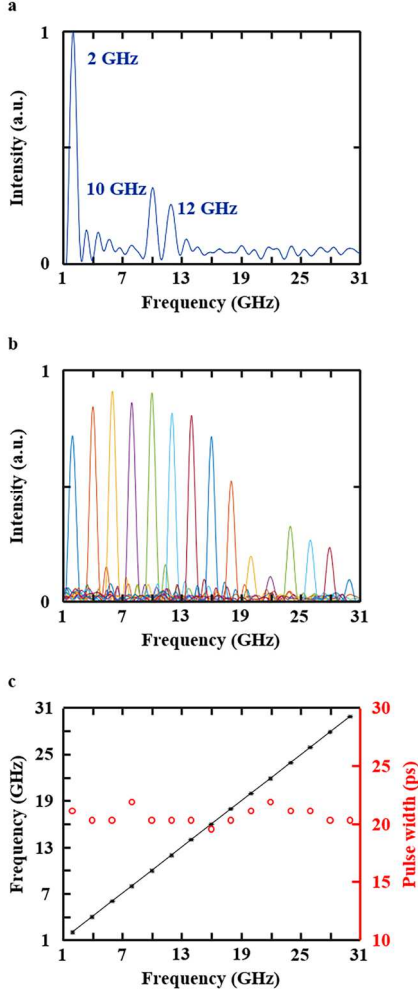 a
1
2 GHz
10 GHz
12 GHz
Intensity (a.u.)
0
1 7 13 19 25 31
Frequency (GHz)
b
1
Intensity (a.u.)
0
1 7 13 19 25 31
Frequency (GHz)
c
31 30
25 25
19 20
13 15
7
1 10
Frequency (GHz)
Pulse width (ps)
1 7 13 19 25 31
Frequency (GHz)